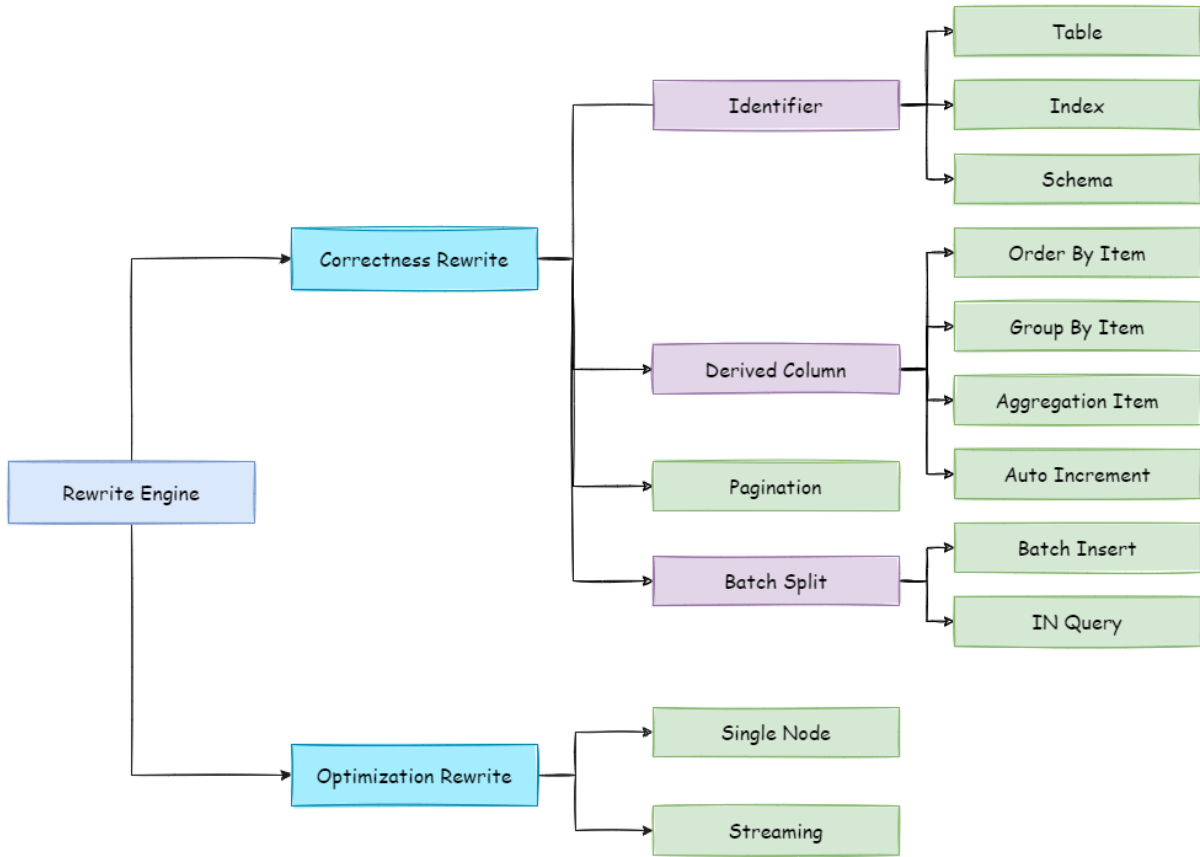 Rewrite Engine
Correctness Rewrite
Identifier
Table
Index
Schema
Derived Column
Order By Item
Group By Item
Aggregation Item
Auto Increment
Pagination
Batch Split
Batch Insert
IN Query
Optimization Rewrite
Single Node
Streaming